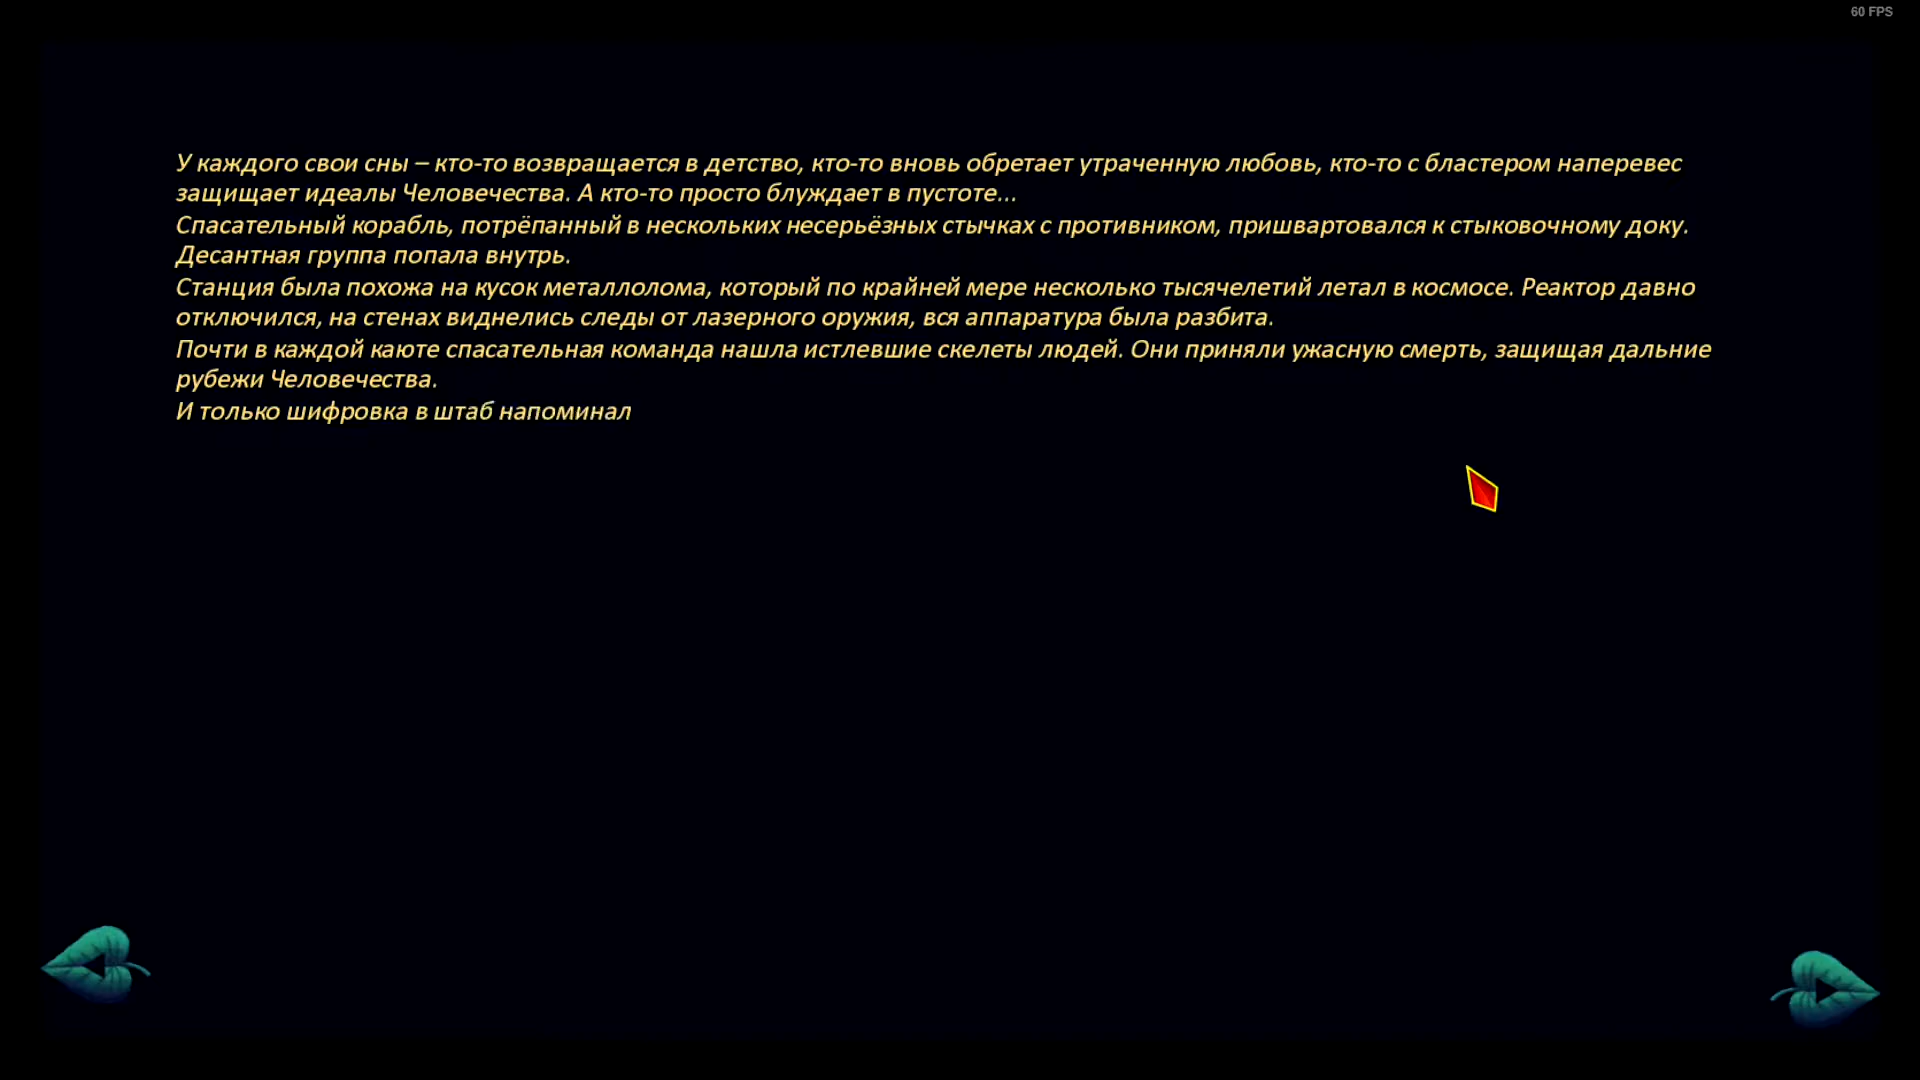 60 FPS
У каждого свои сны – кто-то возвращается в детство, кто-то вновь обретает утраченную любовь, кто-то с бластером наперевес
защищает идеалы Человечества. А кто-то просто блуждает в пустоте...
Спасательный корабль, потрёпанный в нескольких несерьёзных стычках с противником, пришвартовался к стыковочному доку.
Десантная группа попала внутрь.
Станция была похожа на кусок металлолома, который по крайней мере несколько тысячелетий летал в космосе. Реактор давно
отключился, на стенах виднелись следы от лазерного оружия, вся аппаратура была разбита.
Почти в каждой каюте спасательная команда нашла истлевшие скелеты людей. Они приняли ужасную смерть, защищая дальние
рубежи Человечества.
И только шифровка в штаб напоминал